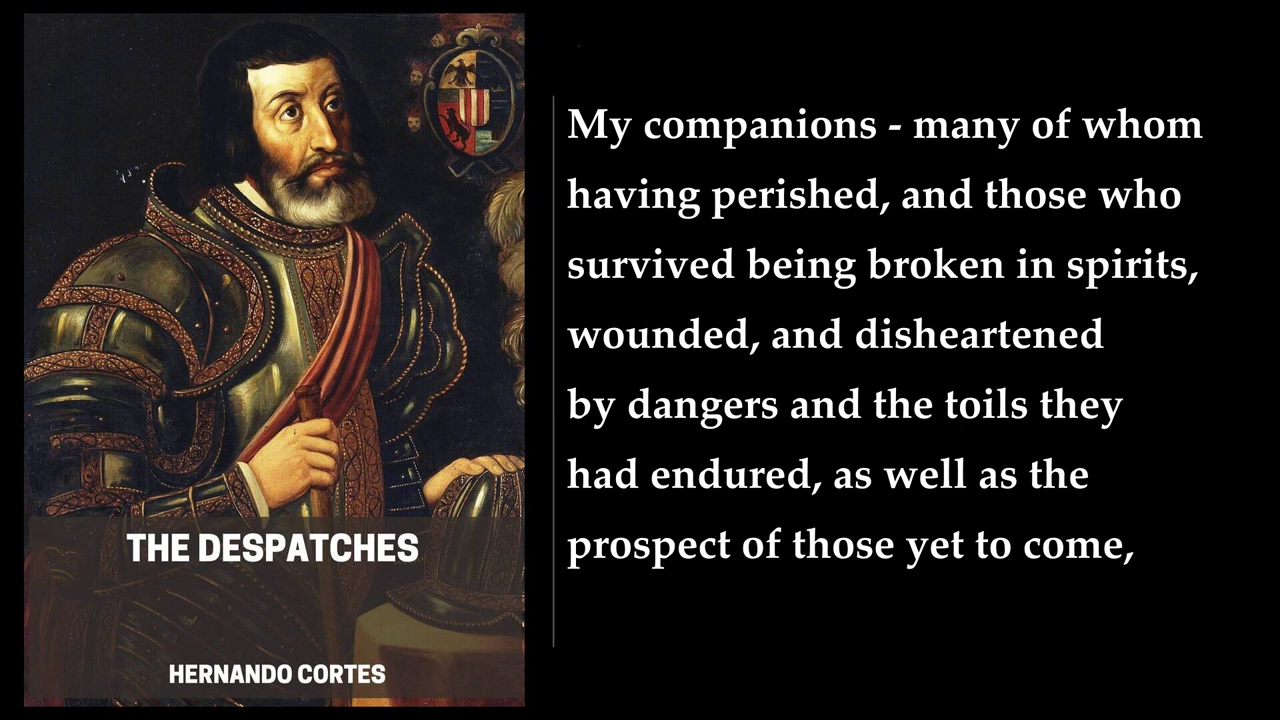 THE DESPATCHES
HERNANDO CORTES
My companions - many of whom
having perished, and those who
survived being broken in spirits,
wounded, and disheartened
by dangers and the toils they
had endured, as well as the
prospect of those yet to come,